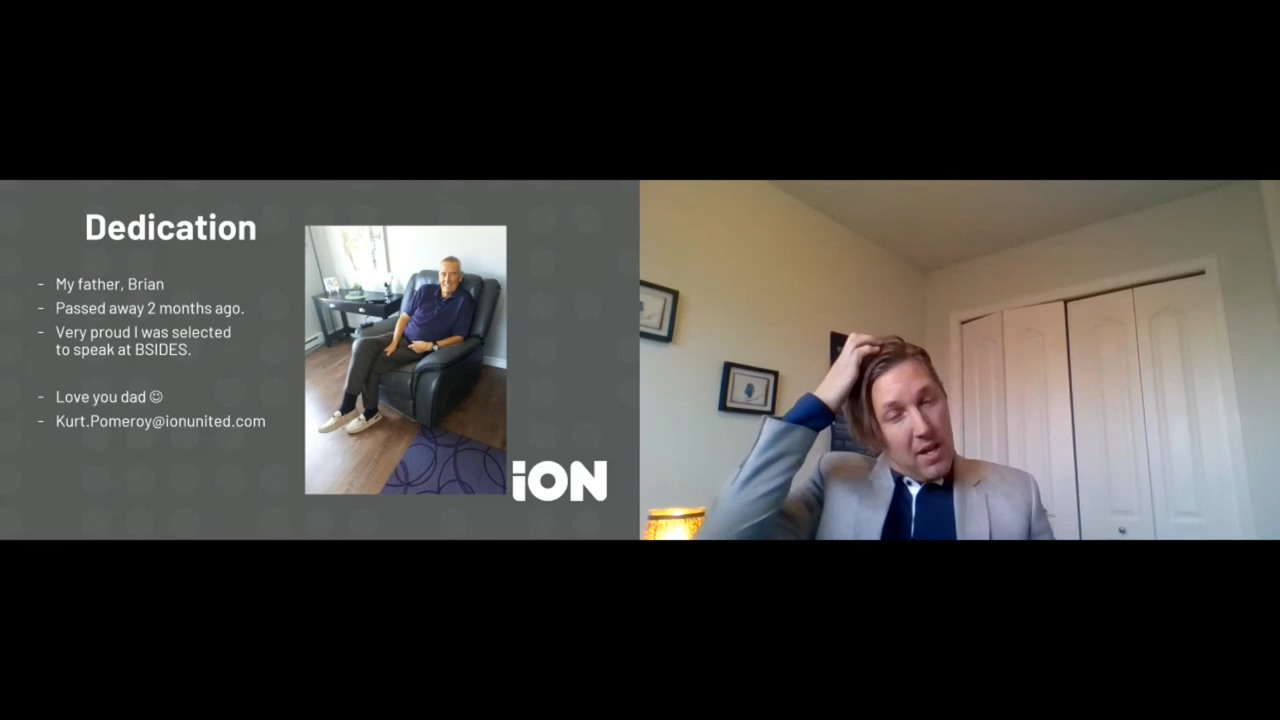 Dedication
- My father, Brian
- Passed away 2 months ago.
- Very proud I was selected
to speak at BSIDES.
- Love you dad ☺
- Kurt.Pomeroy@ionunited.com
iON